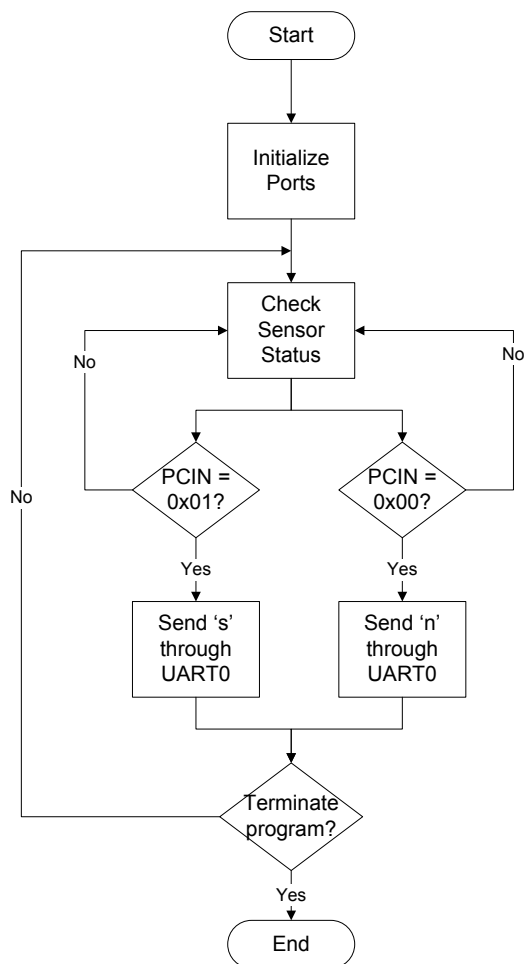 Start
Initialize
Ports
Check
Sensor
Status
No
No
PCIN =
0x01?
PCIN =
0x00?
No
Yes
Yes
Send ‘s’
through
UART0
Send ‘n’
through
UART0
Terminate
program?
Yes
End